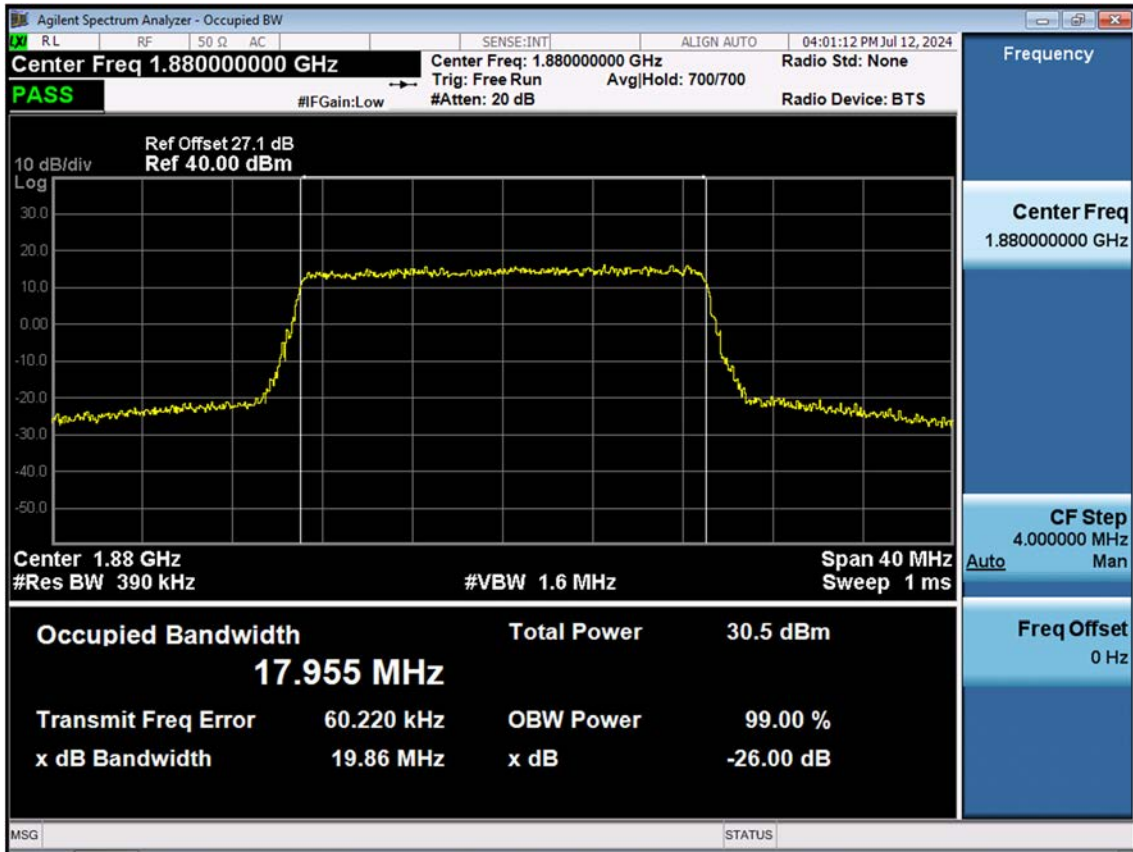 Agilent Spectrum Analyzer - Occupied BW
LXI RL RF 50 Ω AC SENSE:INT ALIGN AUTO 04:01:12 PM Jul 12, 2024
Center Freq 1.880000000 GHz
Center Freq: 1.880000000 GHz
Radio Std: None
Trig: Free Run Avg|Hold: 700/700
PASS
#IFGain:Low
#Atten: 20 dB
Radio Device: BTS
Ref Offset 27.1 dB
10 dB/div Ref 40.00 dBm
Log
30.0
20.0
10.0
0.00
-10.0
-20.0
-30.0
-40.0
-50.0
Center 1.88 GHz Span 40 MHz
#Res BW 390 kHz #VBW 1.6 MHz Sweep 1 ms
Occupied Bandwidth Total Power 30.5 dBm
17.955 MHz
Transmit Freq Error 60.220 kHz OBW Power 99.00 %
x dB Bandwidth 19.86 MHz x dB -26.00 dB
MSG STATUS
Frequency
Center Freq
1.880000000 GHz
CF Step
4.000000 MHz
Auto Man
Freq Offset
0 Hz